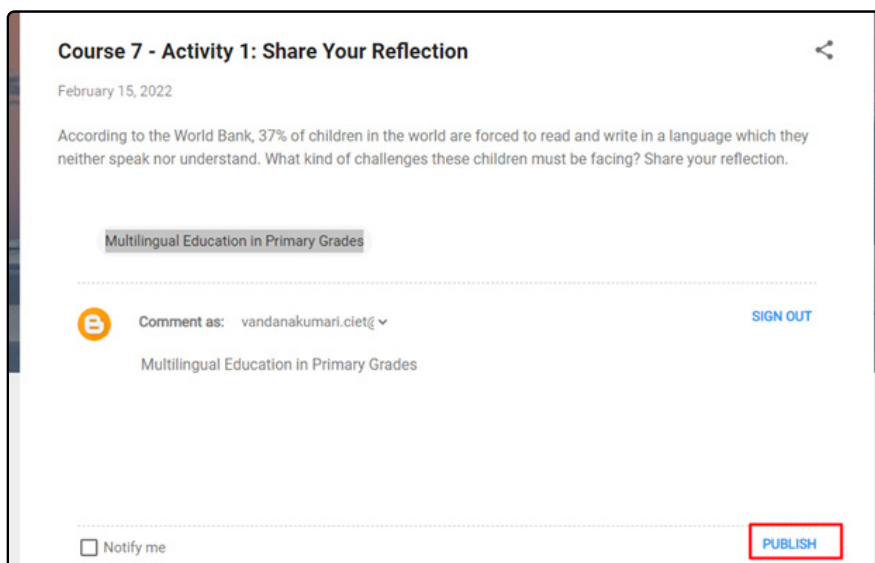 Course 7 - Activity 1: Share Your Reflection
February 15, 2022
According to the World Bank, 37% of children in the world are forced to read and write in a language which they
neither speak nor understand. What kind of challenges these children must be facing? Share your reflection.
Multilingual Education in Primary Grades
Comment as: vandanakumari.ciet@
SIGN OUT
Multilingual Education in Primary Grades
Notify me
PUBLISH